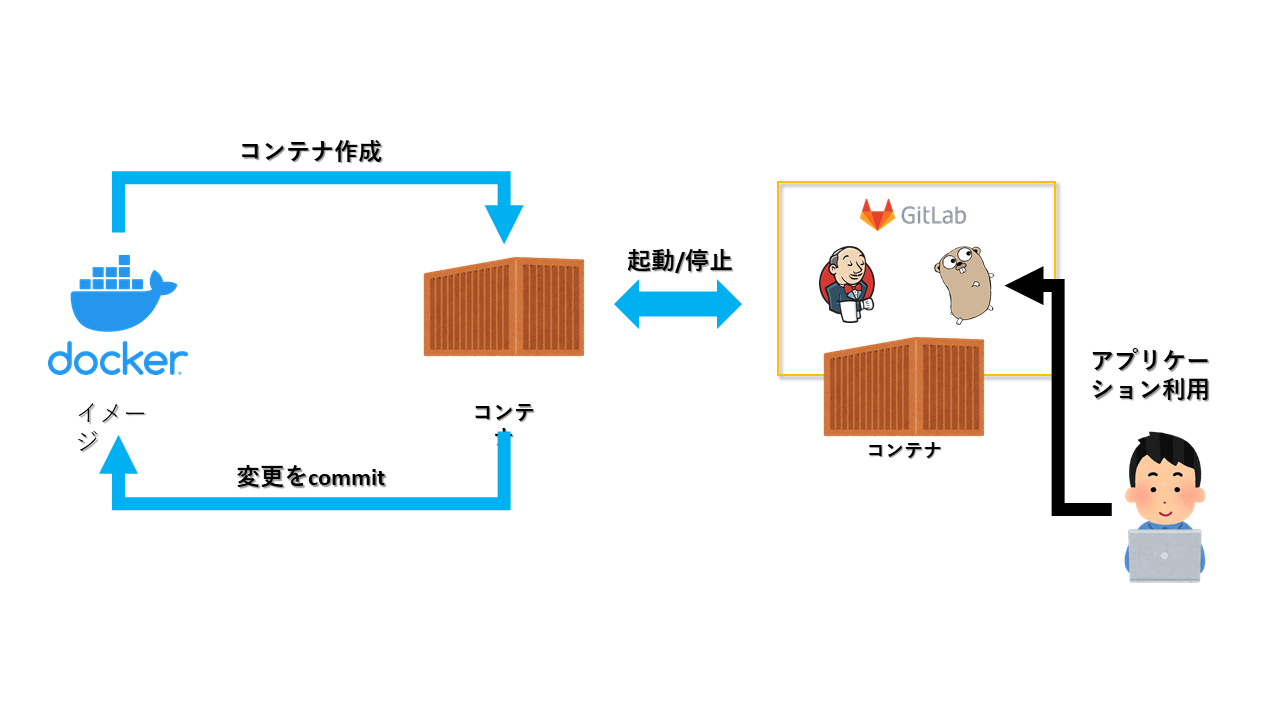 コンテナ作成
GitLab
起動/停止
docker
アプリケー
ション利用
イメー
ジ
コンテ
コンテナ
変更をcommit